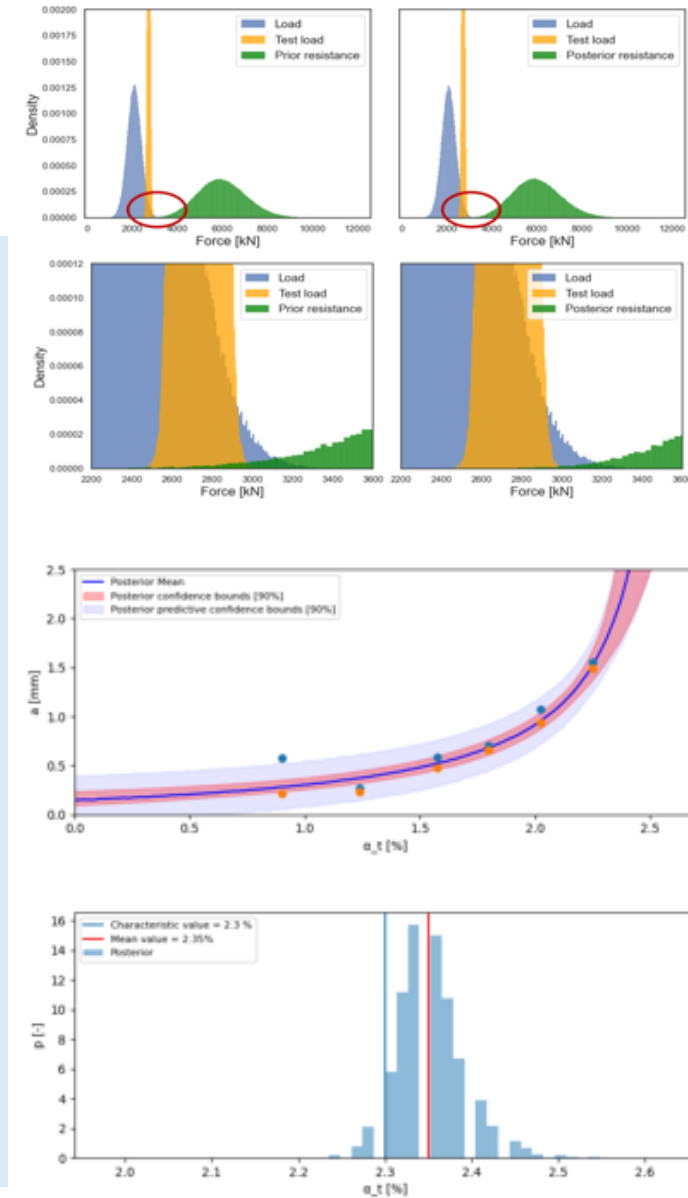 Load
Test load
Prior resistance
Density
0.00200
0.00175
0.00150
0.00125
0.00100
0.00075
0.00050
0.00025
0.00000
0 2000 4000 6000 8000 10000 12000
Force [kN]
Load
Test load
Posterior resistance
0 2000 4000 6000 8000 10000 12000
Force [kN]
Load
Test load
Prior resistance
Density
0.00012
0.00010
0.00008
0.00006
0.00004
0.00002
0.00000
2200 2400 2600 2800 3000 3200 3400 3600
Force [kN]
Load
Test load
Posterior resistance
2200 2400 2600 2800 3000 3200 3400 3600
Force [kN]
Posterior Mean
Posterior confidence bounds [90%]
Posterior predictive confidence bounds [90%]
a [mm]
2.5
2.0
1.5
1.0
0.5
0.0
0.0 0.5 1.0 1.5 2.0 2.5
α_t [%]
Characteristic value = 2.3 %
Mean value = 2.35%
Posterior
p [-]
16
14
12
10
8
6
4
2
0
2.0 2.1 2.2 2.3 2.4 2.5 2.6
α_t [%]